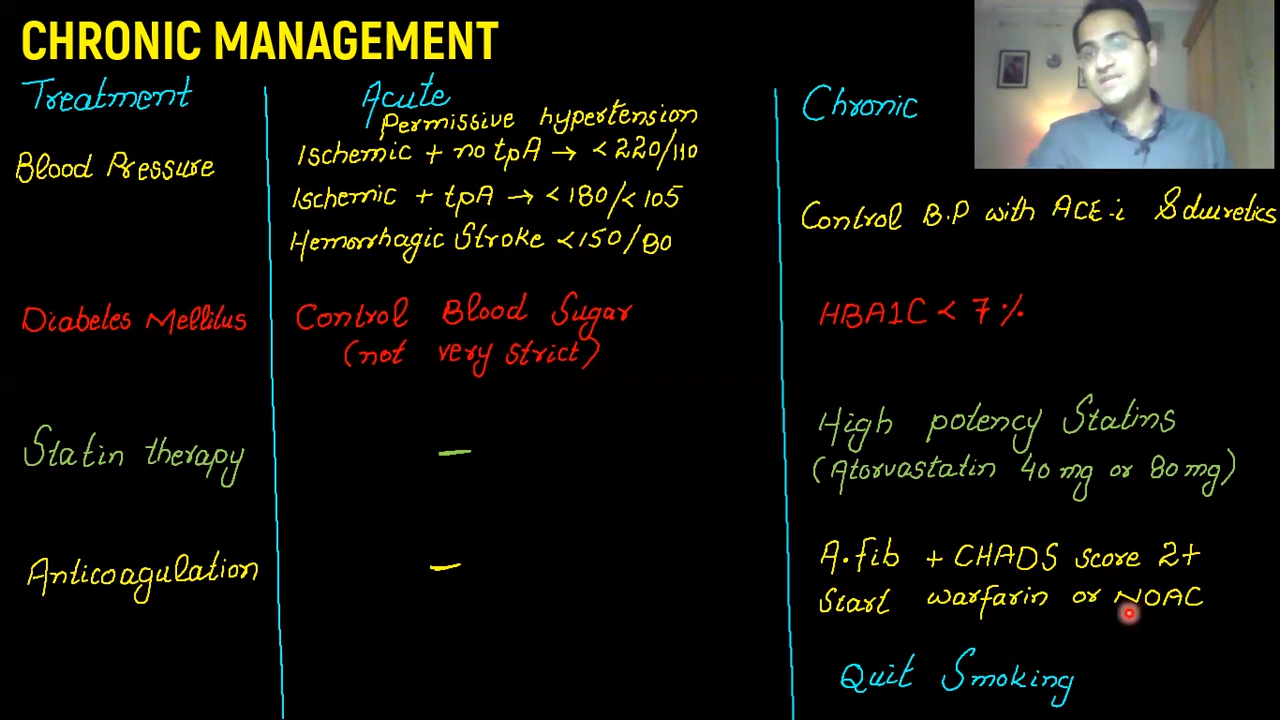 CHRONIC MANAGEMENT
Treatment
Acute
Chronic
Blood Pressure
Permissive hypertension
Ischemic + no tpA → <220/110
Ischemic + tpA → <180/<105
Hemorrhagic Stroke <150/80
Control B.P with ACE-i & diuretics
Diabetes Mellitus
Control Blood Sugar
(not very strict)
HBA1C < 7%
Statin therapy
—
High potency Statins
(Atorvastatin 40 mg or 80 mg)
Anticoagulation
—
A.fib + CHADS score 2+
Start warfarin or NOAC
Quit Smoking